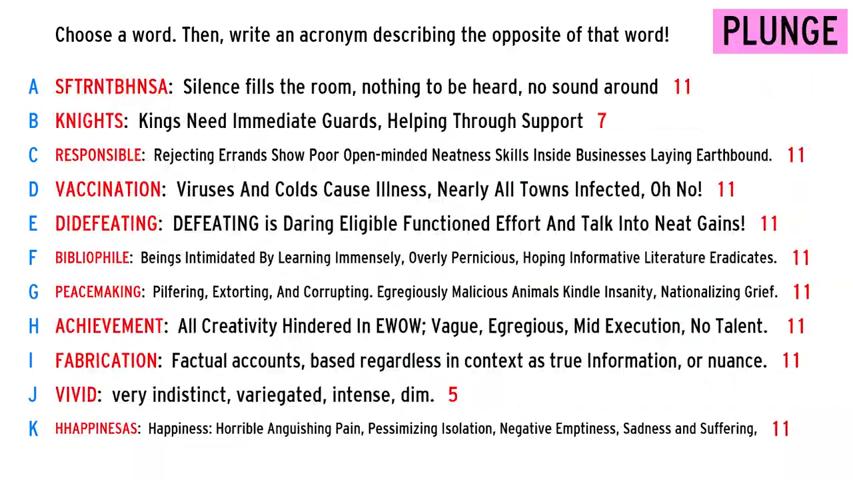 Choose a word. Then, write an acronym describing the opposite of that word! PLUNGE
A SFTRNTBHNSA: Silence fills the room, nothing to be heard, no sound around 11
B KNIGHTS: Kings Need Immediate Guards, Helping Through Support 7
C RESPONSIBLE: Rejecting Errands Show Poor Open-minded Neatness Skills Inside Businesses Laying Earthbound. 11
D VACCINATION: Viruses And Colds Cause Illness, Nearly All Towns Infected, Oh No! 11
E DIDEFEATING: DEFEATING is Daring Eligible Functioned Effort And Talk Into Neat Gains! 11
F BIBLIOPHILE: Beings Intimidated By Learning Immensely, Overly Pernicious, Hoping Informative Literature Eradicates. 11
G PEACEMAKING: Pilfering, Extorting, And Corrupting. Egregiously Malicious Animals Kindle Insanity, Nationalizing Grief. 11
H ACHIEVEMENT: All Creativity Hindered In EWOW; Vague, Egregious, Mid Execution, No Talent. 11
I FABRICATION: Factual accounts, based regardless in context as true Information, or nuance. 11
J VIVID: very indistinct, variegated, intense, dim. 5
K HHAPPINESAS: Happiness: Horrible Anguishing Pain, Pessimizing Isolation, Negative Emptiness, Sadness and Suffering, 11